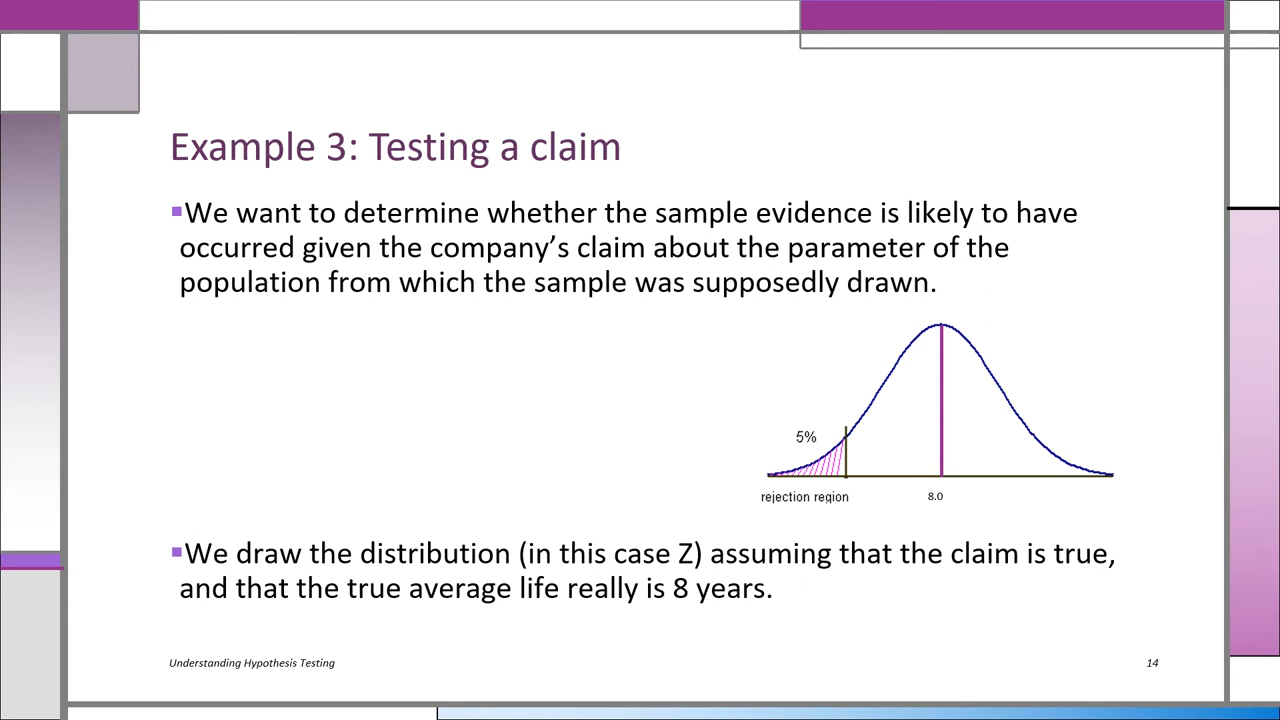 Example 3: Testing a claim
▪We want to determine whether the sample evidence is likely to have
occurred given the company’s claim about the parameter of the
population from which the sample was supposedly drawn.
5%
rejection region
8.0
▪We draw the distribution (in this case Z) assuming that the claim is true,
and that the true average life really is 8 years.
Understanding Hypothesis Testing
14